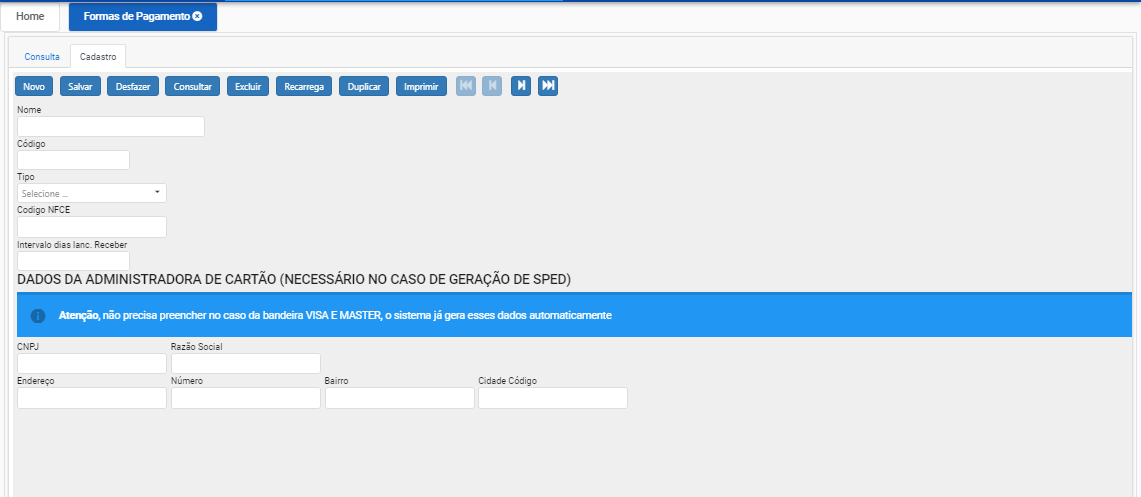 Home Formas de Pagamento
Consulta Cadastro
Novo Salvar Desfazer Consultar Excluir Recarrega Duplicar Imprimir
Nome
Código
Tipo
Selecione ...
Codigo NFCE
Intervalo dias lanc. Receber
DADOS DA ADMINISTRADORA DE CARTÃO (NECESSÁRIO NO CASO DE GERAÇÃO DE SPED)
Atenção, não precisa preencher no caso da bandeira VISA E MASTER, o sistema já gera esses dados automaticamente
CNPJ Razão Social
Endereço Número Bairro Cidade Código